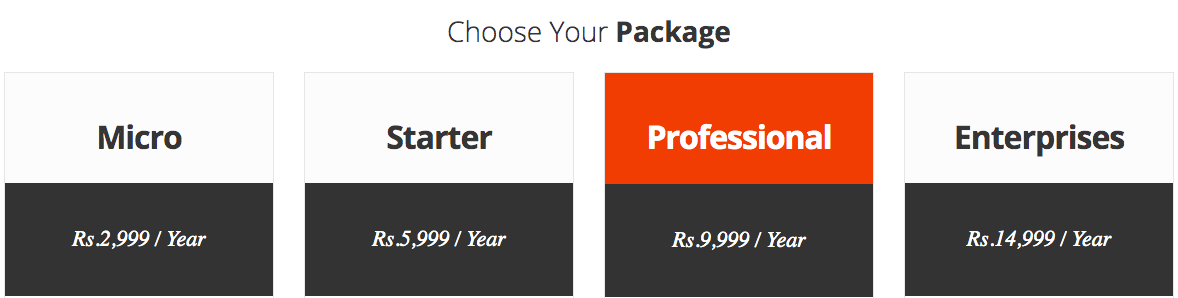 Choose Your Package
Micro
Starter
Professional
Enterprises
Rs.2,999 / Year
Rs.5,999 / Year
Rs.9,999 / Year
Rs.14,999 / Year